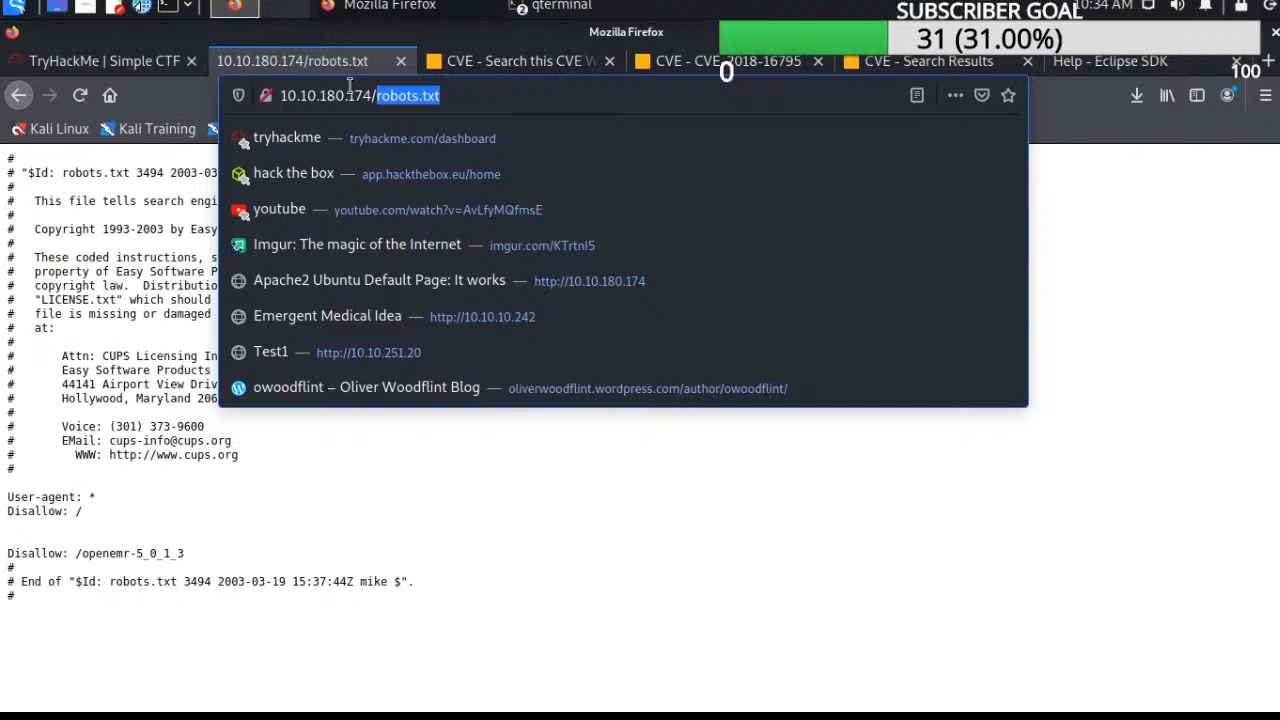 Mozilla Firefox
qterminal
SUBSCRIBER GOAL
10:34 AM
31 (31.00%)
0
100
Mozilla Firefox
TryHackMe | Simple CTF
10.10.180.174/robots.txt
CVE - Search this CVE W
CVE - CVE-2018-16795
CVE - Search Results
Help - Eclipse SDK
10.10.180.174/robots.txt
Kali Linux
Kali Training
tryhackme — tryhackme.com/dashboard
hack the box — app.hackthebox.eu/home
youtube — youtube.com/watch?v=AvLfyMQfmsE
Imgur: The magic of the Internet — imgur.com/KTrtnI5
Apache2 Ubuntu Default Page: It works — http://10.10.180.174
Emergent Medical Idea — http://10.10.10.242
Test1 — http://10.10.251.20
owoodflint – Oliver Woodflint Blog — oliverwoodflint.wordpress.com/author/owoodflint/
#
# "$Id: robots.txt 3494 2003-03
#
# This file tells search engi
#
# Copyright 1993-2003 by Easy
#
# These coded instructions, s
# property of Easy Software P
# copyright law. Distributio
# "LICENSE.txt" which should
# file is missing or damaged
# at:
#
# Attn: CUPS Licensing In
# Easy Software Products
# 44141 Airport View Driv
# Hollywood, Maryland 206
#
# Voice: (301) 373-9600
# EMail: cups-info@cups.org
# WWW: http://www.cups.org
#
User-agent: *
Disallow: /
Disallow: /openemr-5_0_1_3
#
# End of "$Id: robots.txt 3494 2003-03-19 15:37:44Z mike $".
#